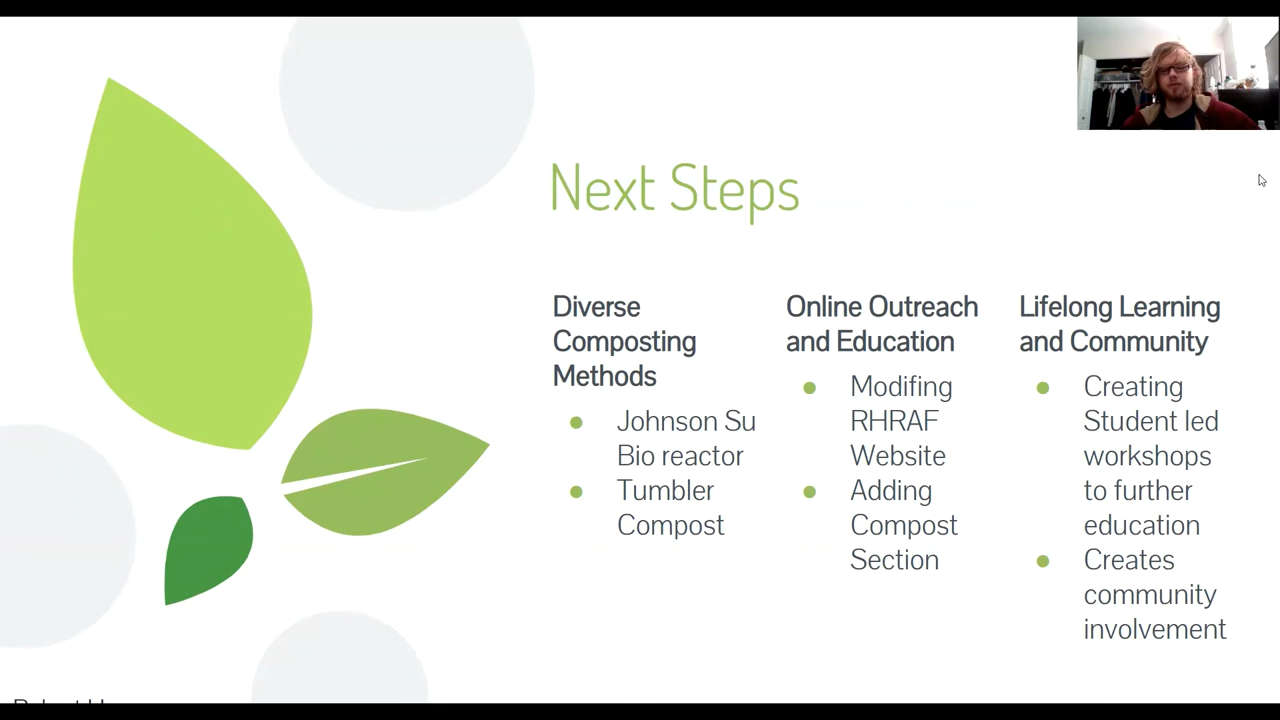 Next Steps
Diverse
Composting
Methods
Johnson Su
Bio reactor
Tumbler
Compost
Online Outreach
and Education
Modifing
RHRAF
Website
Adding
Compost
Section
Lifelong Learning
and Community
Creating
Student led
workshops
to further
education
Creates
community
involvement